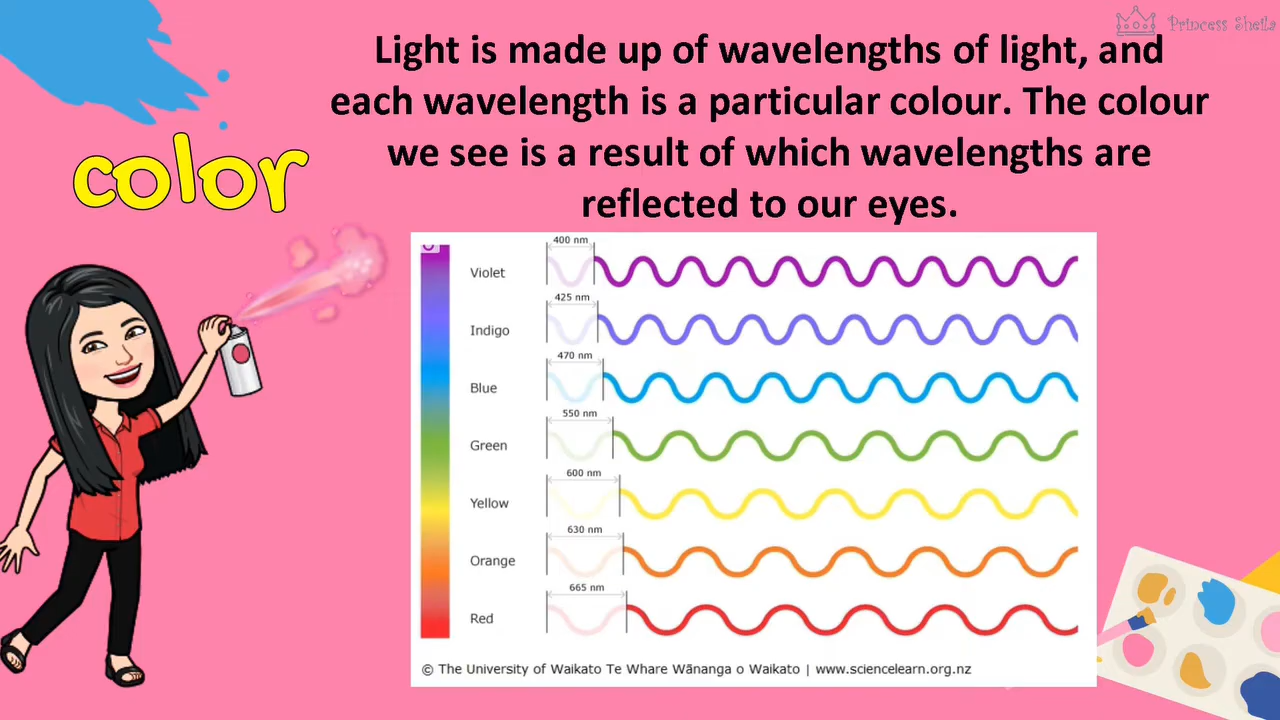 Princess Sheila
Light is made up of wavelengths of light, and
each wavelength is a particular colour. The colour
we see is a result of which wavelengths are
reflected to our eyes.
color
400 nm
Violet
425 nm
Indigo
470 nm
Blue
550 nm
Green
600 nm
Yellow
630 nm
Orange
665 nm
Red
© The University of Waikato Te Whare Wānanga o Waikato | www.sciencelearn.org.nz